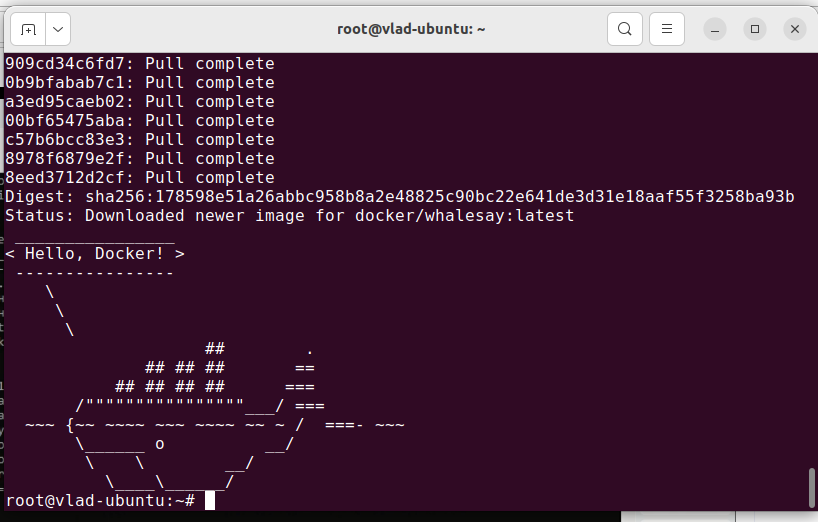 root@vlad-ubuntu: ~
909cd34c6fd7: Pull complete
0b9bfabab7c1: Pull complete
a3ed95caeb02: Pull complete
00bf65475aba: Pull complete
c57b6bcc83e3: Pull complete
8978f6879e2f: Pull complete
8eed3712d2cf: Pull complete
Digest: sha256:178598e51a26abbc958b8a2e48825c90bc22e641de3d31e18aaf55f3258ba93b
Status: Downloaded newer image for docker/whalesay:latest
 ________________
< Hello, Docker! >
 ----------------
    \
     \
      \
                    ##        .
              ## ## ##       ==
           ## ## ## ##      ===
       /""""""""""""""""___/ ===
  ~~~ {~~ ~~~~ ~~~ ~~~~ ~~ ~ /  ===- ~~~
       \______ o          __/
        \    \        __/
          \____\______/
root@vlad-ubuntu:~#